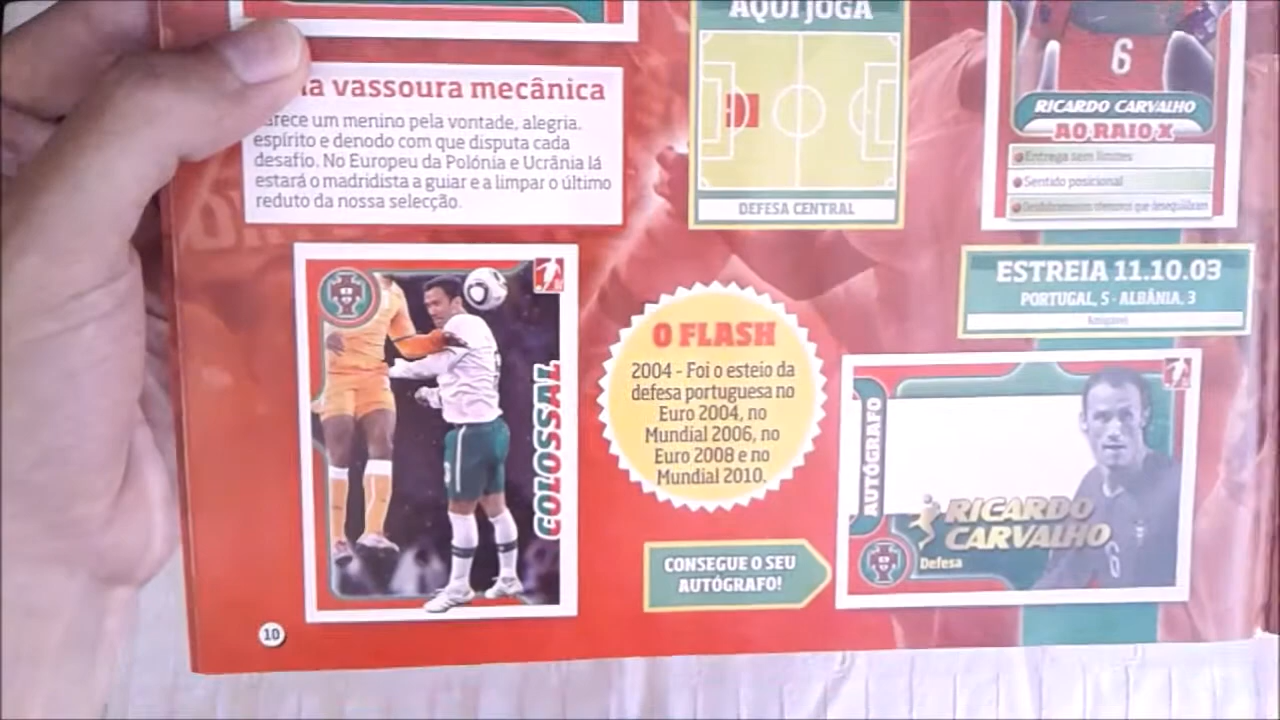 a vassoura mecânica
arece um menino pela vontade, alegria,
espírito e denodo com que disputa cada
desafio. No Europeu da Polónia e Ucrânia lá
estará o madridista a guiar e a limpar o último
reduto da nossa selecção.
AQUI JOGA
DEFESA CENTRAL
6
RICARDO CARVALHO
AO RAIO X
Entrega sem limites
Sentido posicional
ESTREIA 11.10.03
PORTUGAL, 5 - ALBÂNIA, 3
Amigável
COLOSSAL
O FLASH
2004 - Foi o esteio da
defesa portuguesa no
Euro 2004, no
Mundial 2006, no
Euro 2008 e no
Mundial 2010.
CONSEGUE O SEU
AUTÓGRAFO!
AUTÓGRAFO
RICARDO
CARVALHO
Defesa
6
10